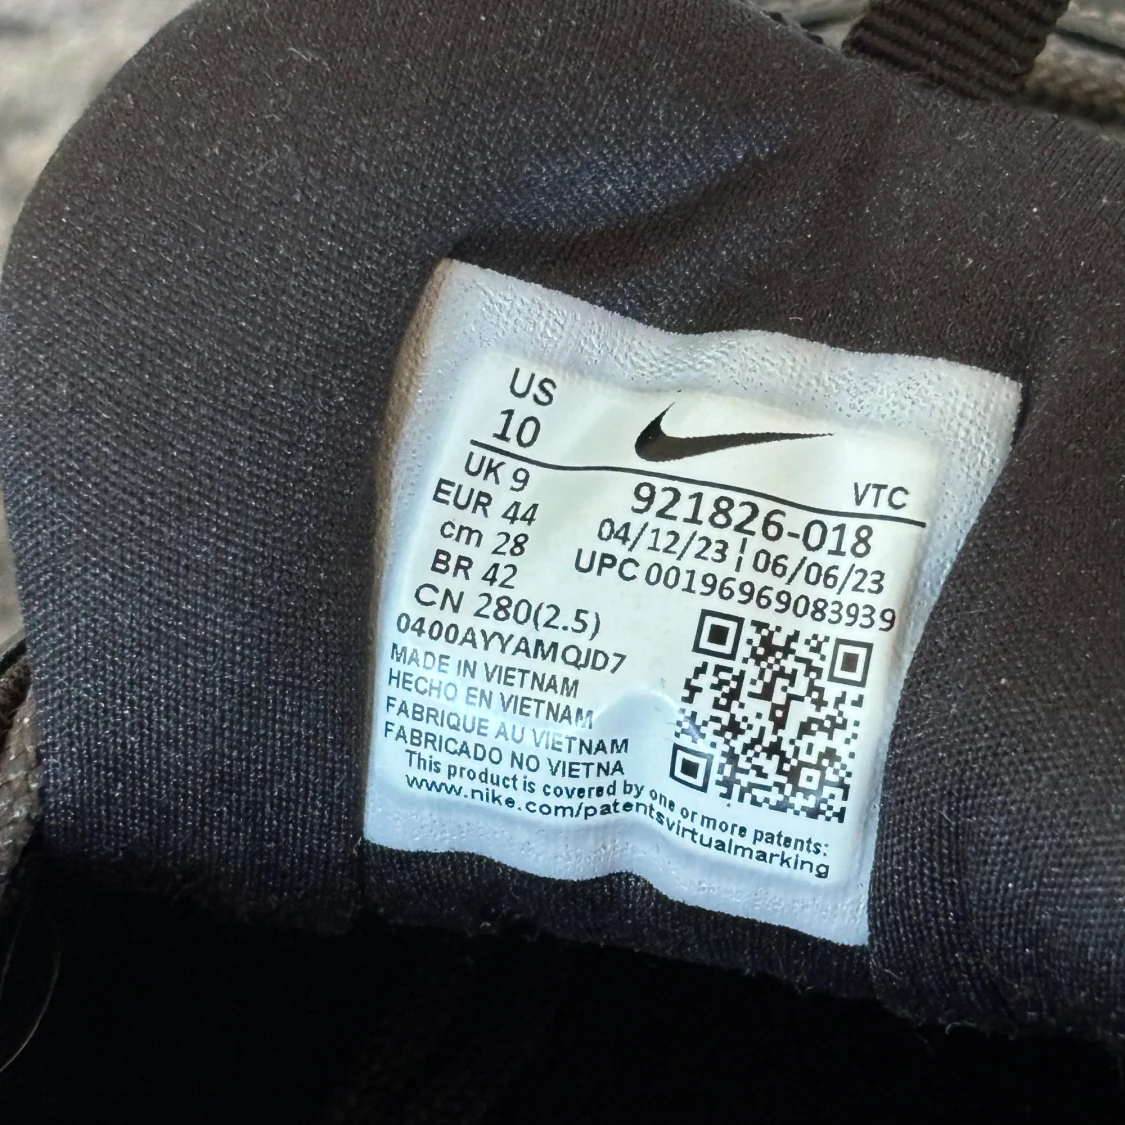 US
10
VTC
UK 9
921826-018
EUR 44
04/12/23 | 06/06/23
cm 28
UPC 00196969083939
BR 42
CN 280(2.5)
0400AYYAMQJD7
MADE IN VIETNAM
HECHO EN VIETNAM
FABRIQUE AU VIETNAM
FABRICADO NO VIETNA
This product is covered by one or more patents:
www.nike.com/patentsvirtualmarking